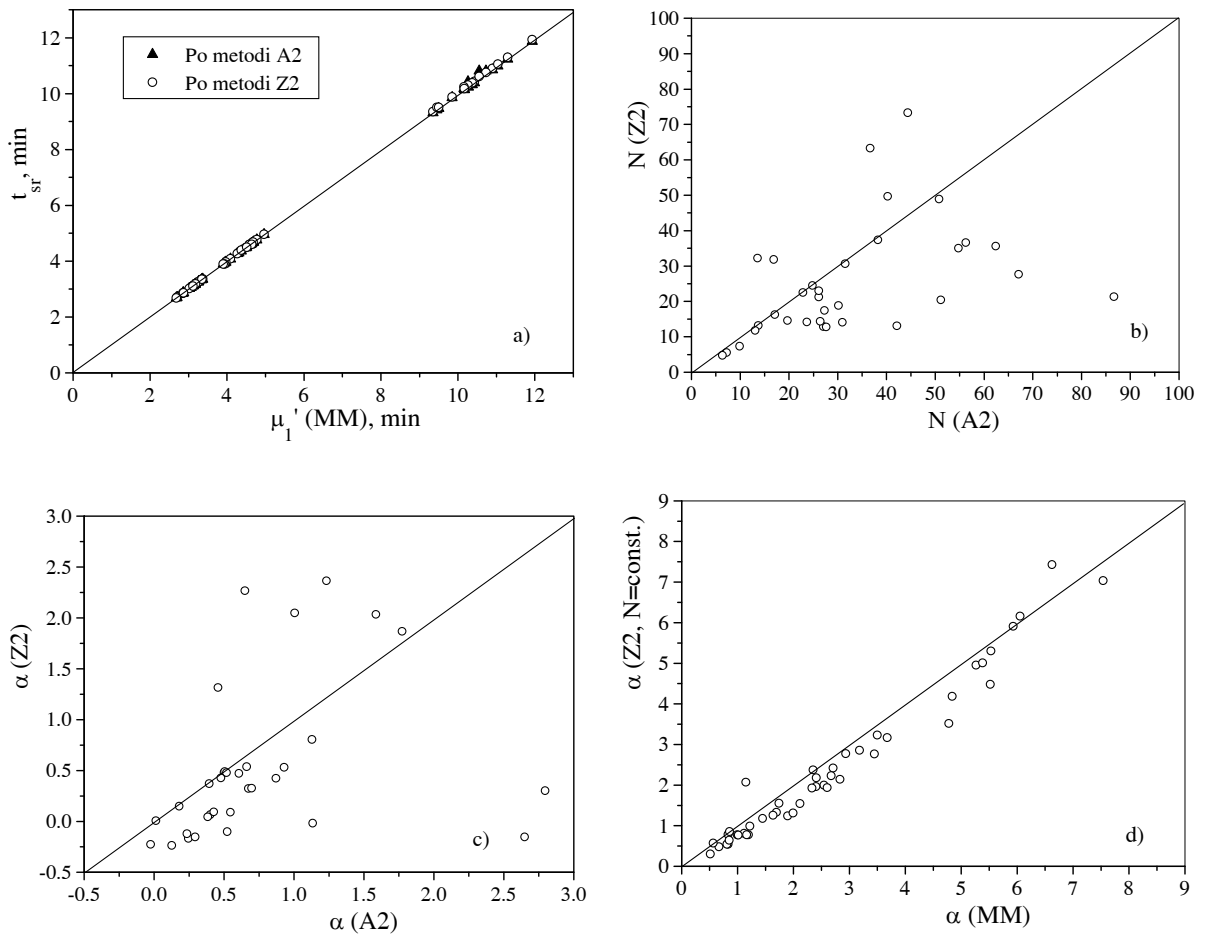 12
10
8
6
4
2
0
t_sr, min
Po metodi A2
Po metodi Z2
a)
0 2 4 6 8 10 12
μ_1' (MM), min
100
90
80
70
60
50
40
30
20
10
0
N (Z2)
b)
0 10 20 30 40 50 60 70 80 90 100
N (A2)
3.0
2.5
2.0
1.5
1.0
0.5
0.0
-0.5
α (Z2)
c)
-0.5 0.0 0.5 1.0 1.5 2.0 2.5 3.0
α (A2)
9
8
7
6
5
4
3
2
1
0
α (Z2, N=const.)
d)
0 1 2 3 4 5 6 7 8 9
α (MM)